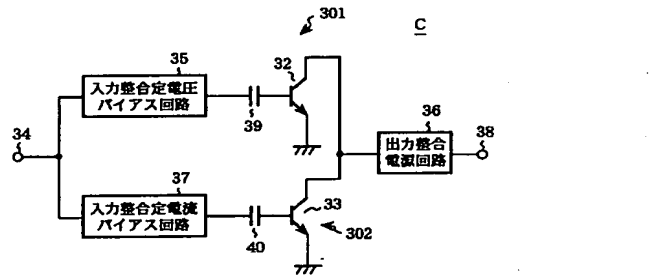 301
C
35
入力整合定電圧
バイアス回路
32
39
34
36
出力整合
電源回路
38
37
入力整合定電流
バイアス回路
40
33
302